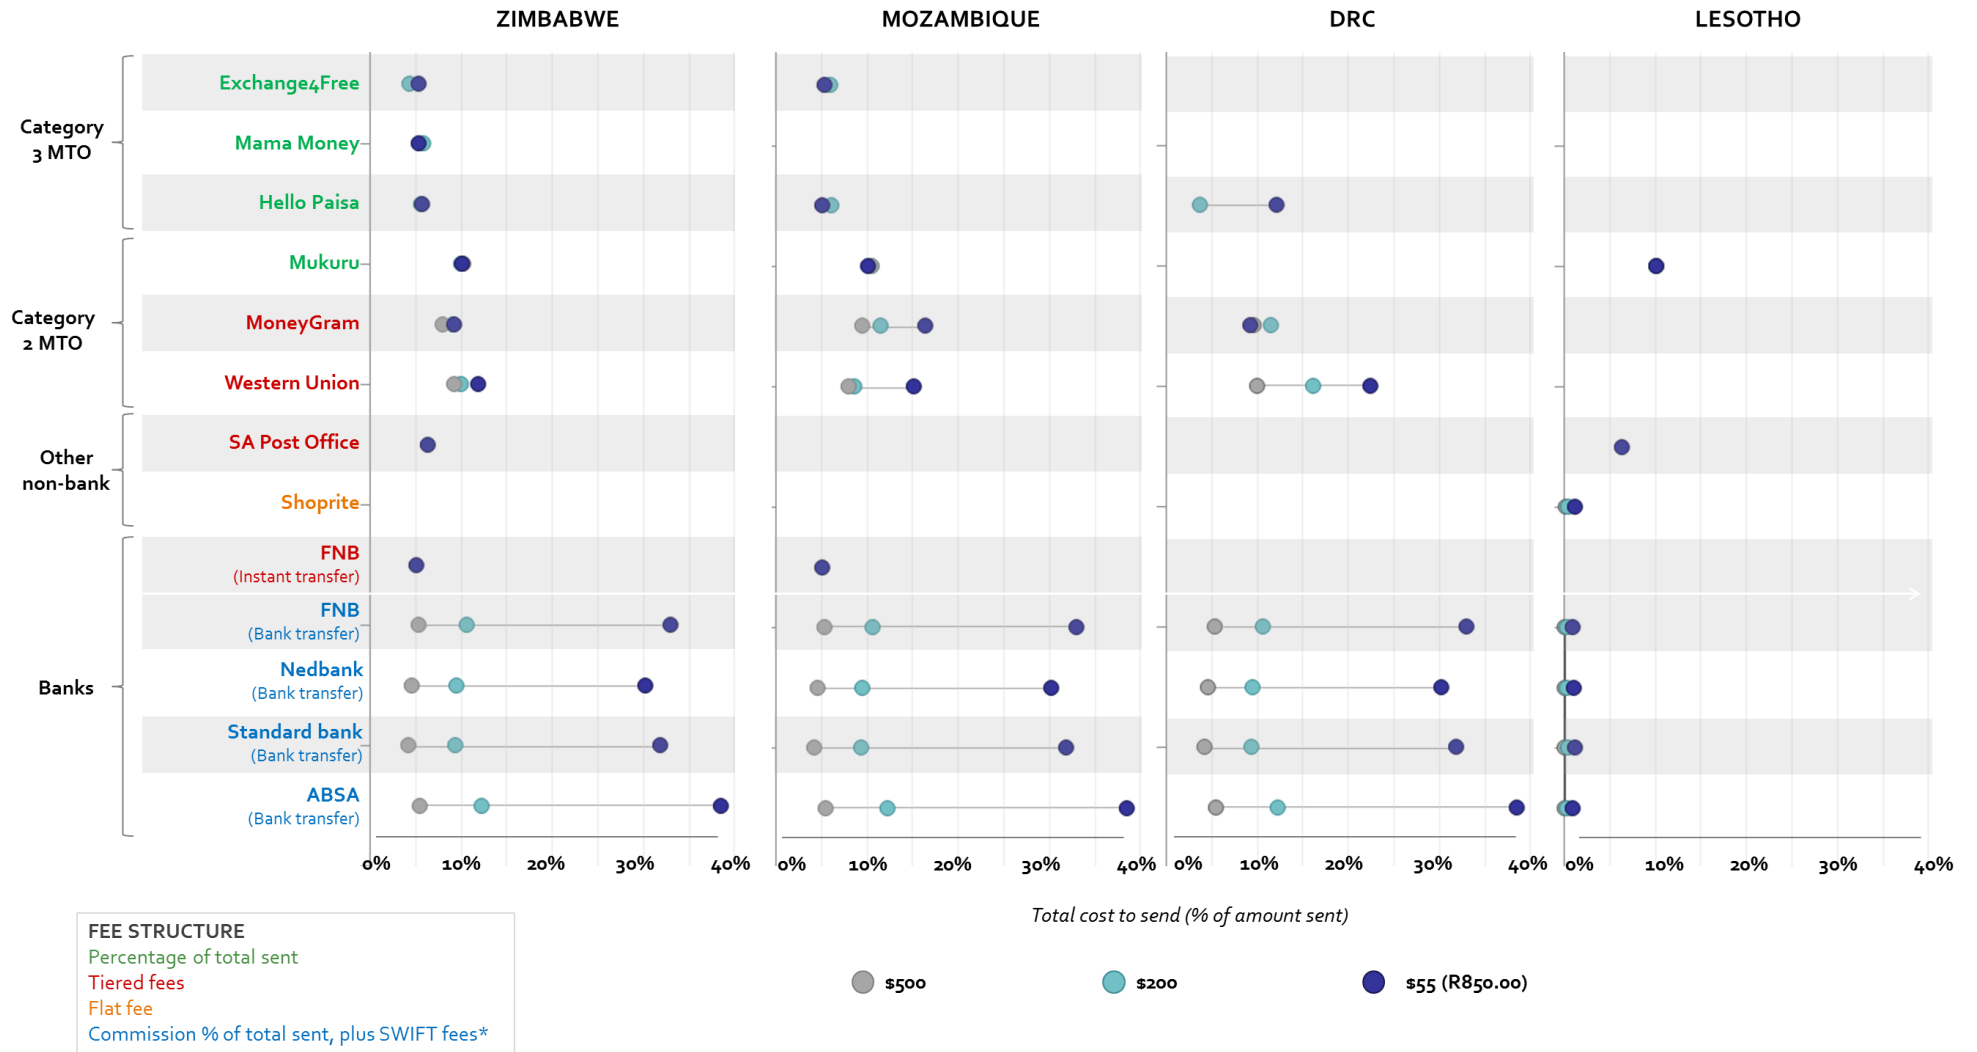 ZIMBABWE
MOZAMBIQUE
DRC
LESOTHO
Category
3 MTO
Exchange4Free
Mama Money
Hello Paisa
Category
2 MTO
Mukuru
MoneyGram
Western Union
Other
non-bank
SA Post Office
Shoprite
Banks
FNB
(Instant transfer)
FNB
(Bank transfer)
Nedbank
(Bank transfer)
Standard bank
(Bank transfer)
ABSA
(Bank transfer)
0% 10% 20% 30% 40%
0% 10% 20% 30% 40%
0% 10% 20% 30% 40%
0% 10% 20% 30% 40%
Total cost to send (% of amount sent)
$500
$200
$55 (R850.00)
FEE STRUCTURE
Percentage of total sent
Tiered fees
Flat fee
Commission % of total sent, plus SWIFT fees*